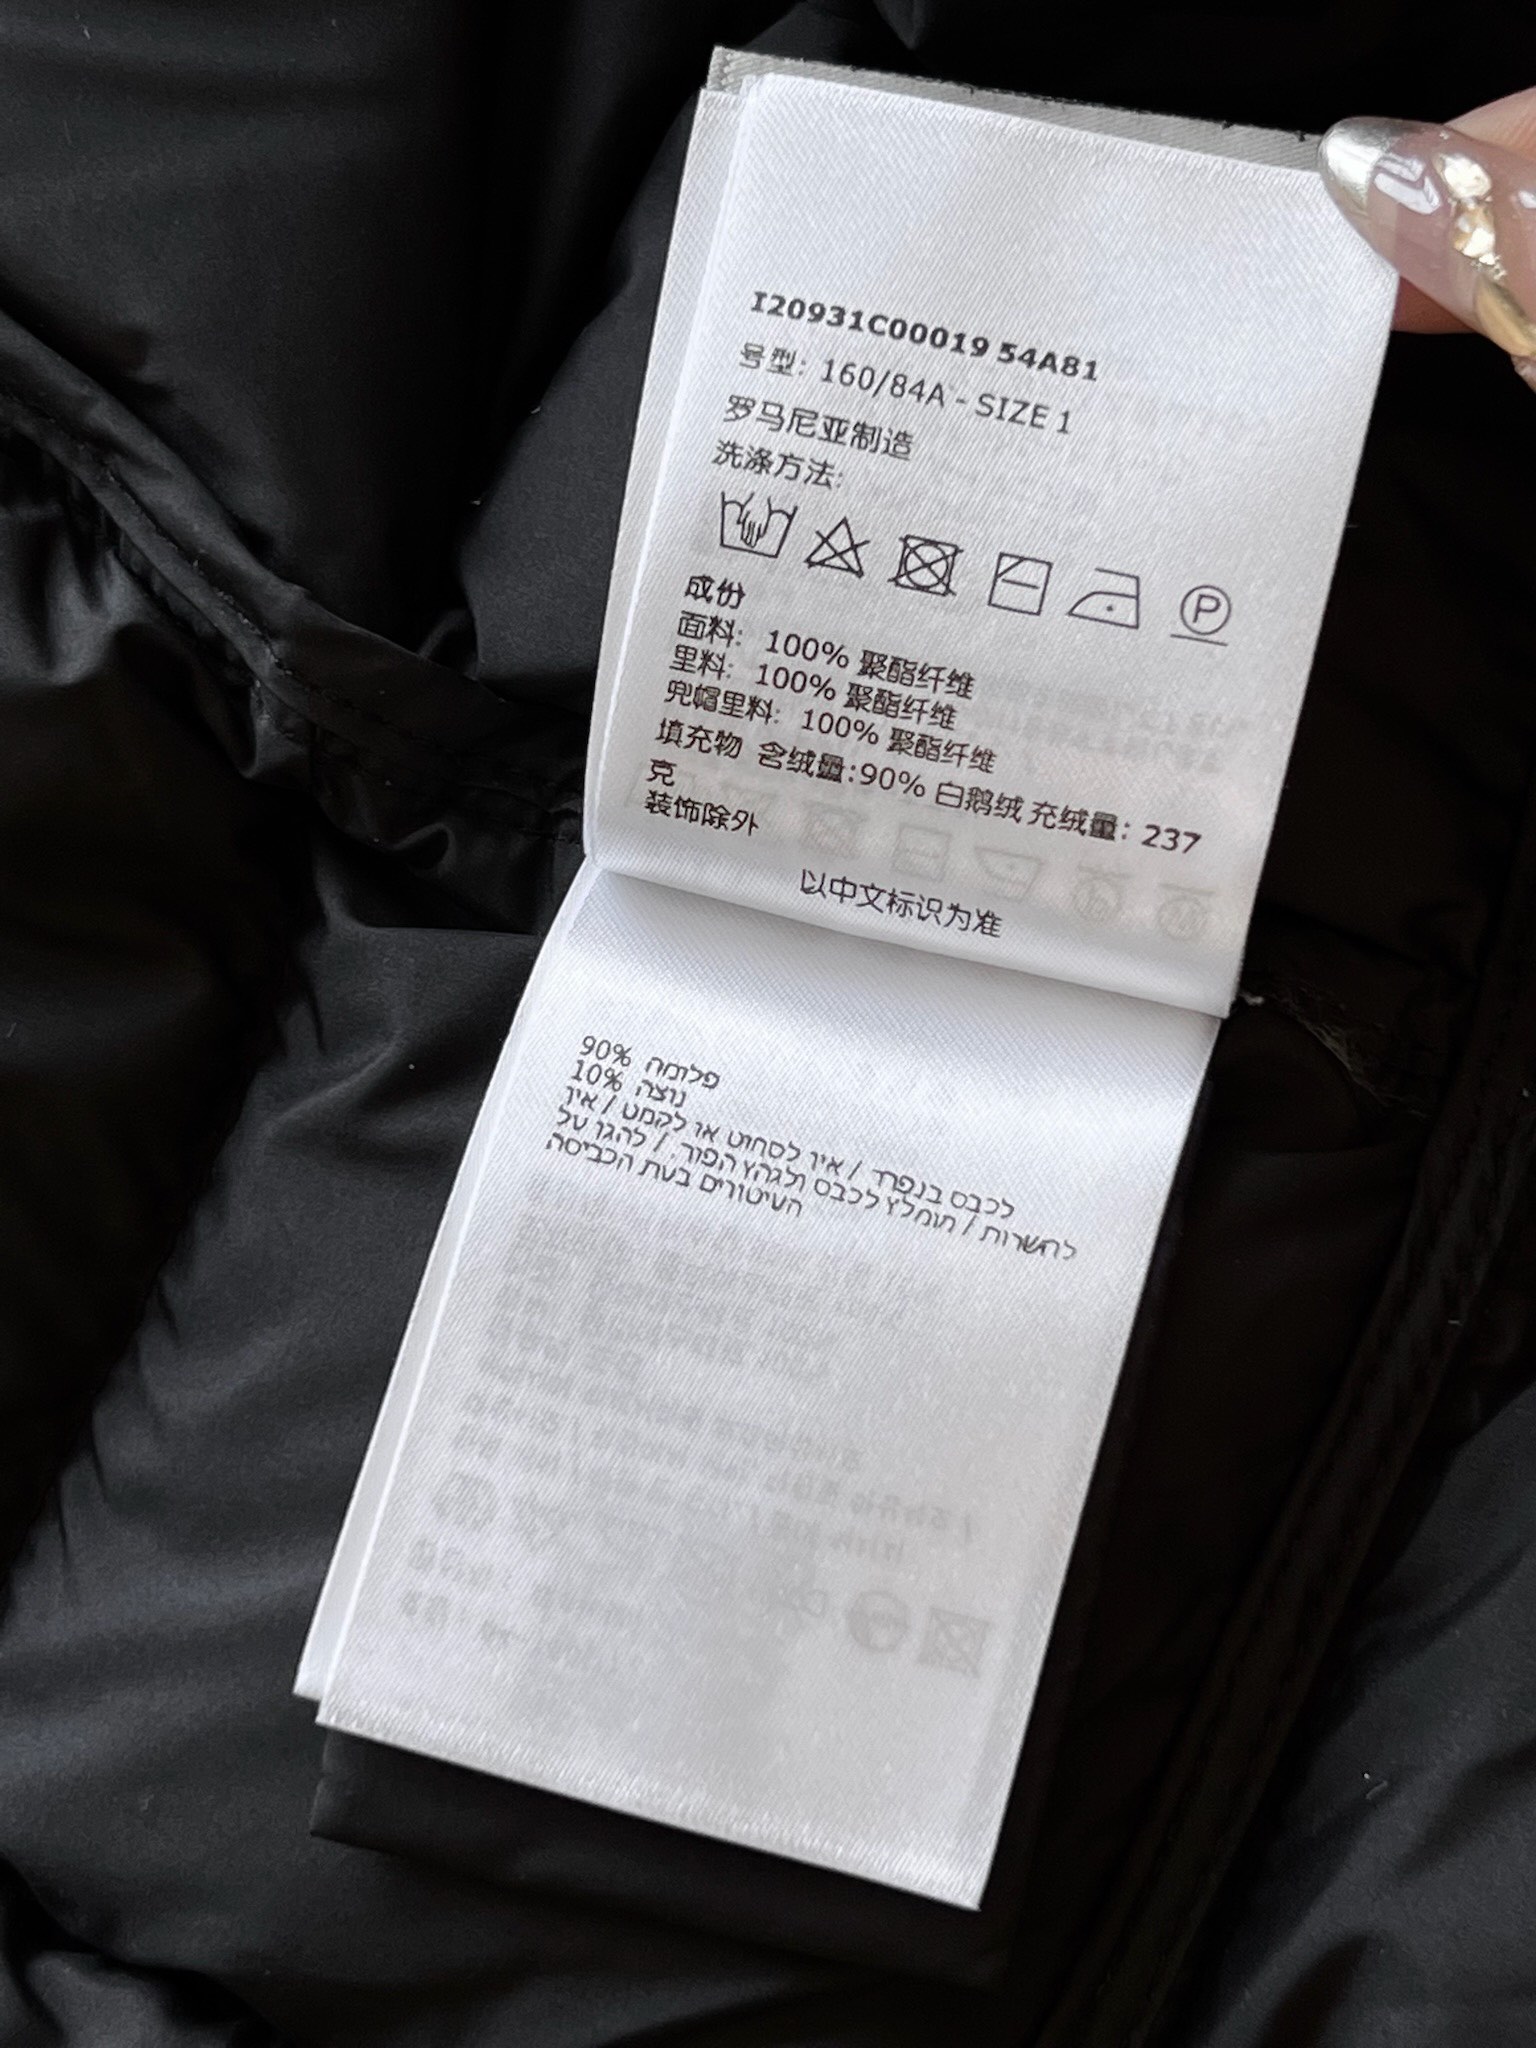 I20931C00019 54A81
号型: 160/84A - SIZE 1
罗马尼亚制造
洗涤方法:
P
成份
面料: 100% 聚酯纤维
里料: 100% 聚酯纤维
兜帽里料: 100% 聚酯纤维
填充物 含绒量:90% 白鹅绒 充绒量: 237
克
装饰除外
以中文标识为准
90% פלומה
10% נוצה
לכבס בנפרד / אין לסחוט או לקמט / אין
להשרות / מומלץ לכבס ולגהץ הפוך. / להגן על
העיטורים בעת הכביסה